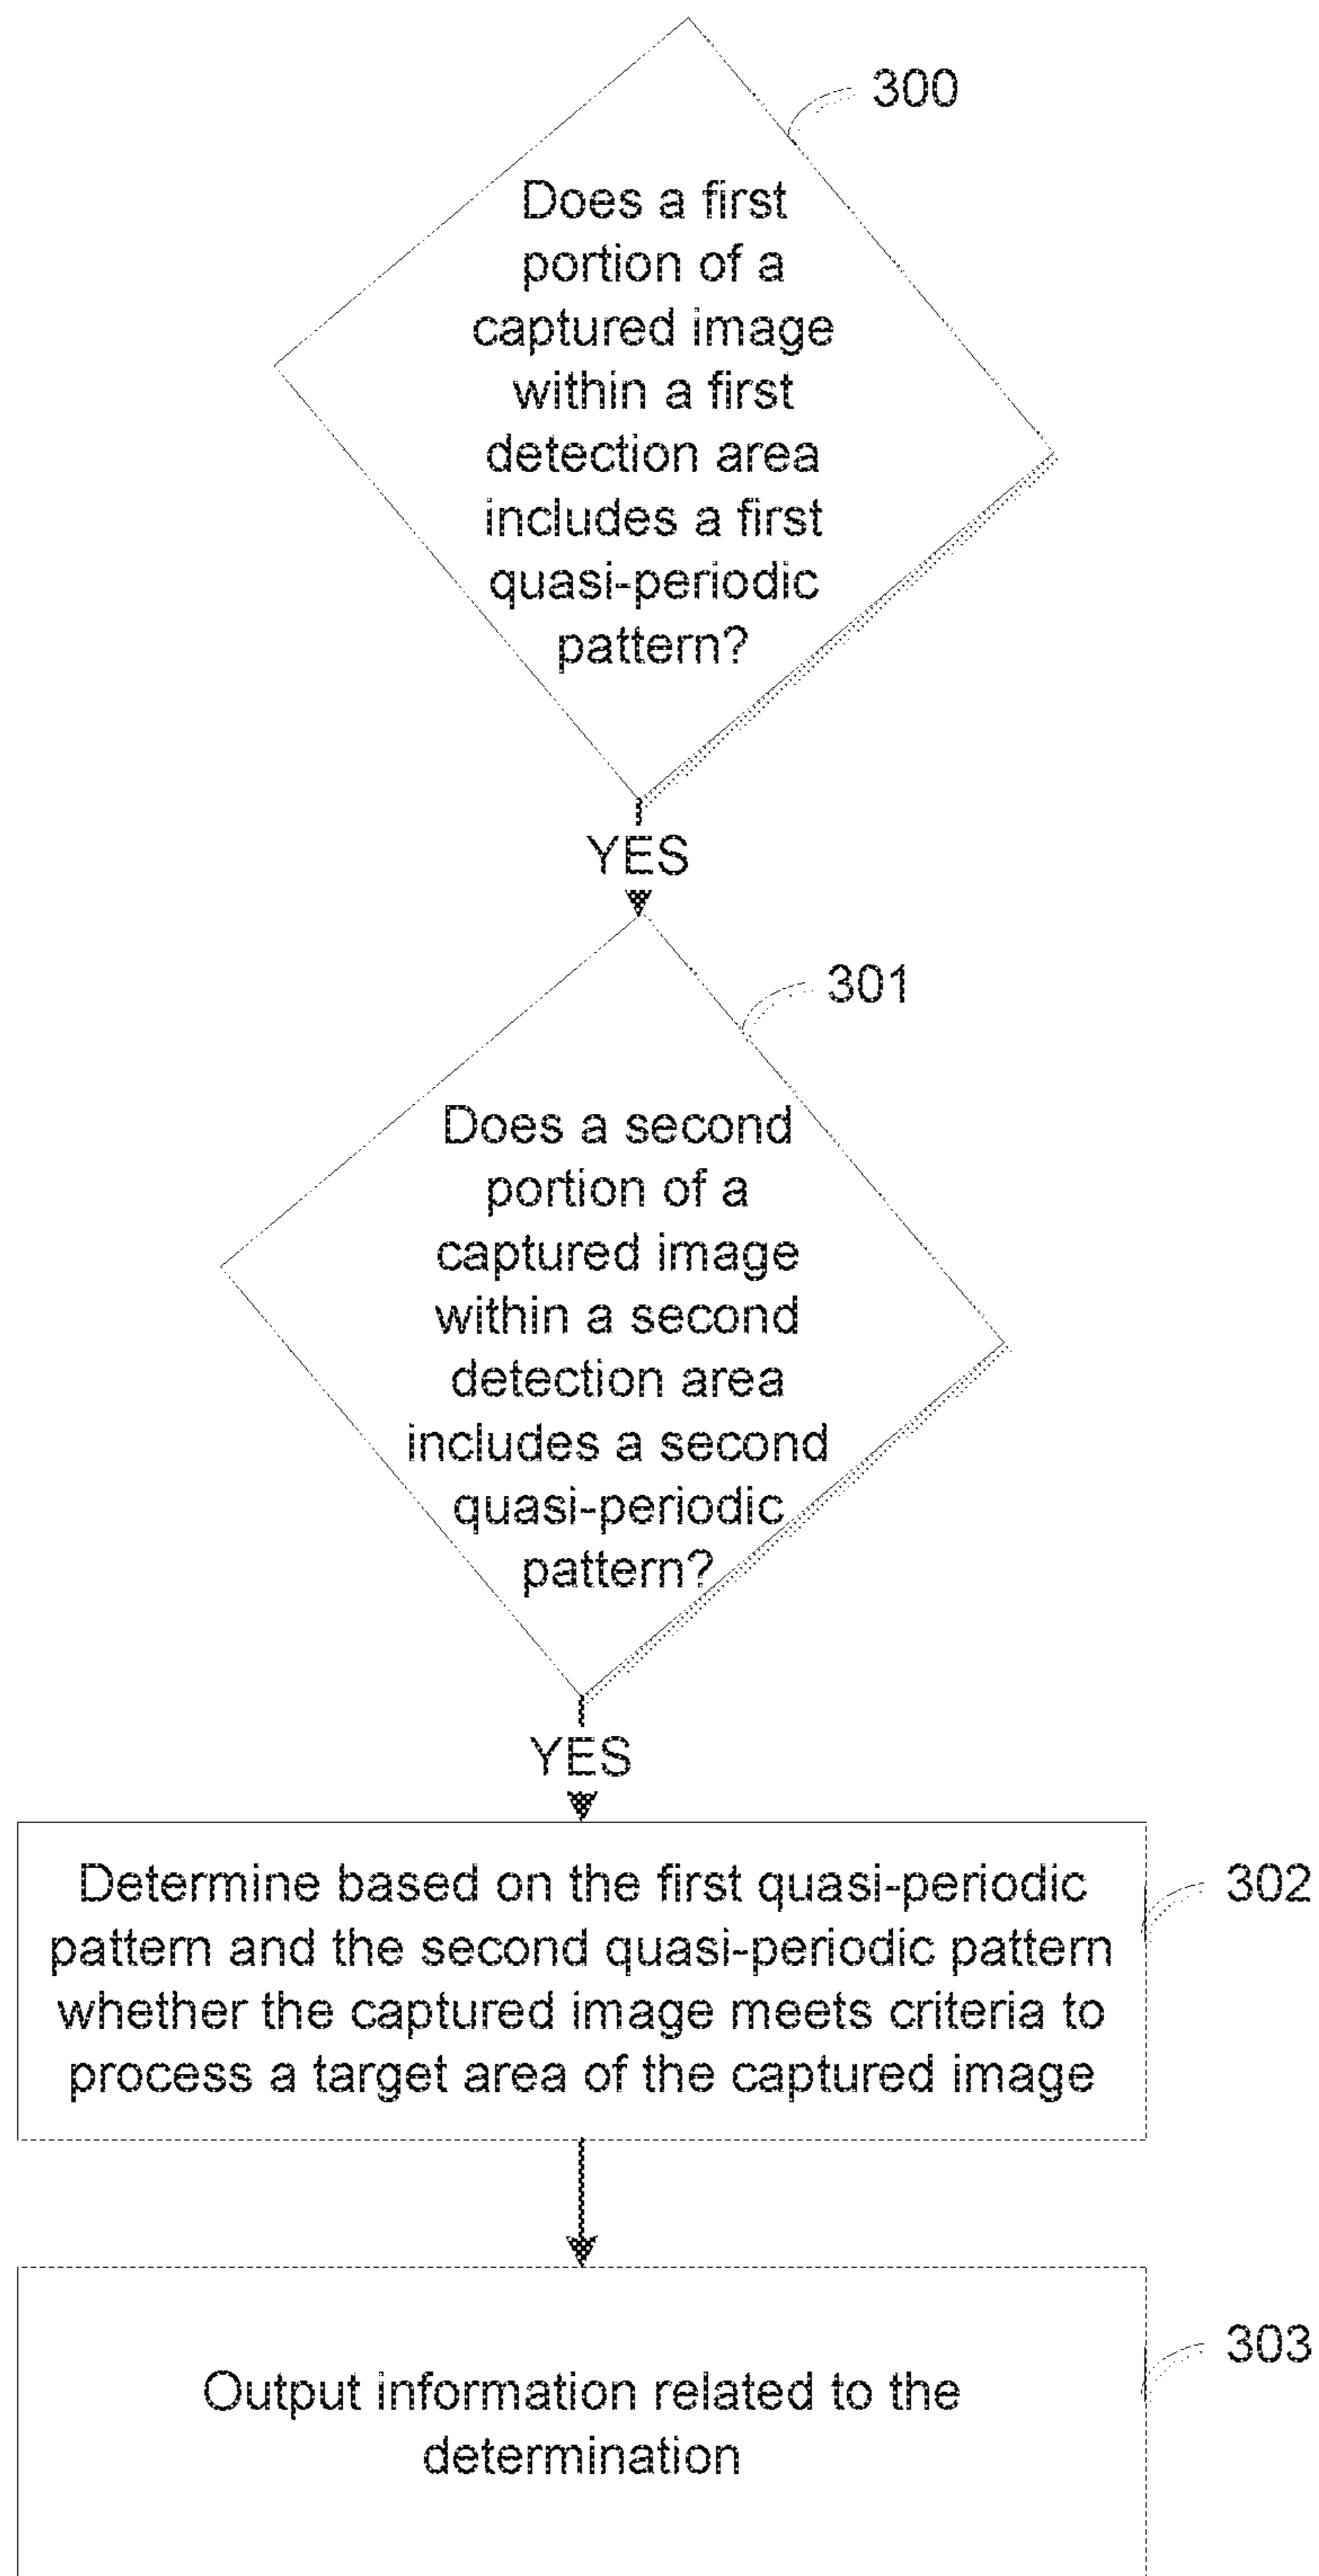 300
Does a first
portion of a
captured image
within a first
detection area
includes a first
quasi-periodic
pattern?
YES
301
Does a second
portion of a
captured image
within a second
detection area
includes a second
quasi-periodic
pattern?
YES
Determine based on the first quasi-periodic
pattern and the second quasi-periodic pattern
whether the captured image meets criteria to
process a target area of the captured image
302
Output information related to the
determination
303